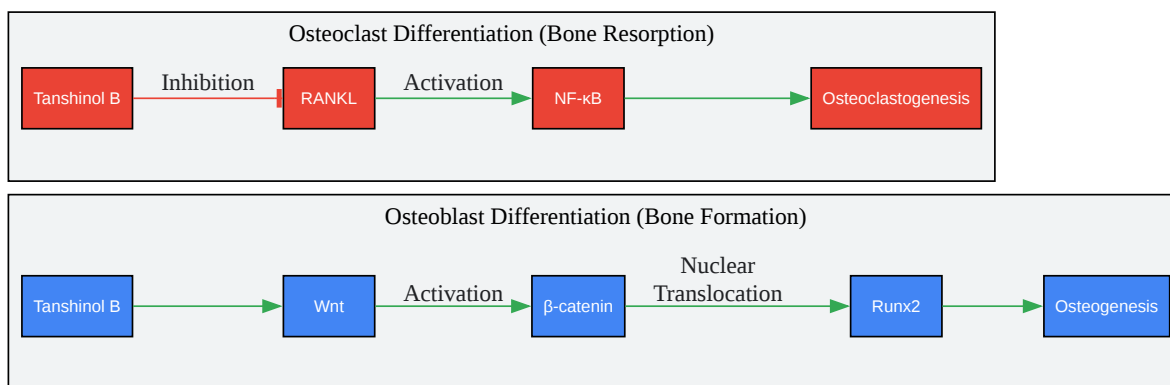 Osteoclast Differentiation (Bone Resorption)
Inhibition
Activation
Tanshinol B
RANKL
NF-κB
Osteoclastogenesis
Osteoblast Differentiation (Bone Formation)
Nuclear
Activation
Translocation
Tanshinol B
Wnt
β-catenin
Runx2
Osteogenesis